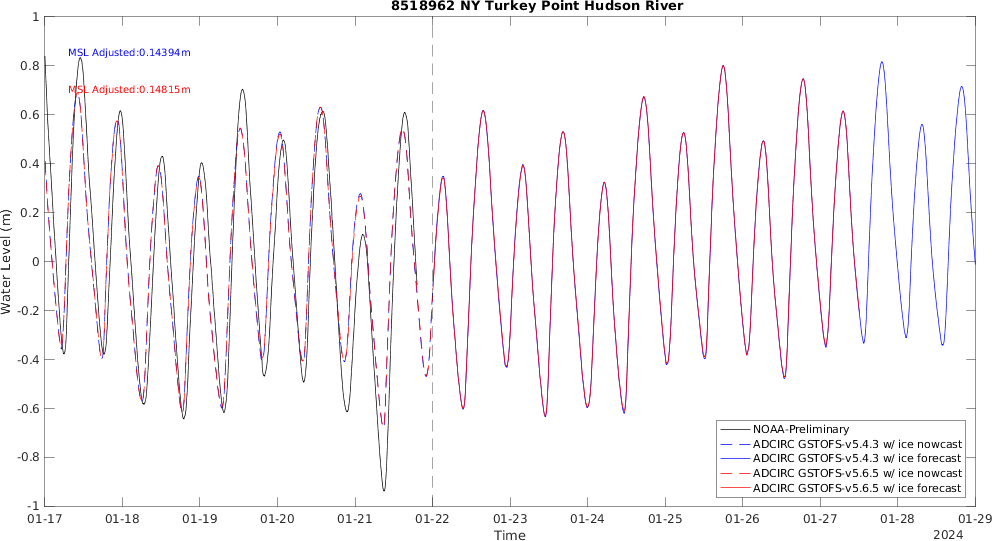 8518962 NY Turkey Point Hudson River
MSL Adjusted:0.14394m
MSL Adjusted:0.14815m
Water Level (m)
1
0.8
0.6
0.4
0.2
0
-0.2
-0.4
-0.6
-0.8
-1
NOAA-Preliminary
ADCIRC GSTOFS-v5.4.3 w/ ice nowcast
ADCIRC GSTOFS-v5.4.3 w/ ice forecast
ADCIRC GSTOFS-v5.6.5 w/ ice nowcast
ADCIRC GSTOFS-v5.6.5 w/ ice forecast
01-17 01-18 01-19 01-20 01-21 01-22 01-23 01-24 01-25 01-26 01-27 01-28 01-29
Time
2024